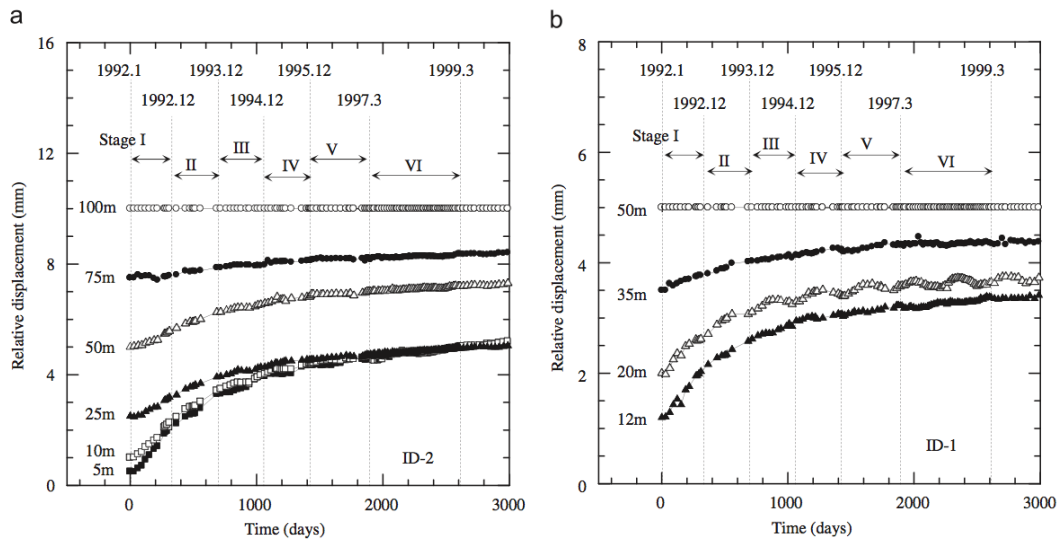 a
16
12
8
4
0
Relative displacement (mm)
1992.1 1993.12 1995.12 1999.3
1992.12 1994.12 1997.3
Stage I
II
III
IV
V
VI
100m
75m
50m
25m
10m
5m
ID-2
0 1000 2000 3000
Time (days)
b
8
6
4
2
0
Relative displacement (mm)
1992.1 1993.12 1995.12 1999.3
1992.12 1994.12 1997.3
Stage I
II
III
IV
V
VI
50m
35m
20m
12m
ID-1
0 1000 2000 3000
Time (days)